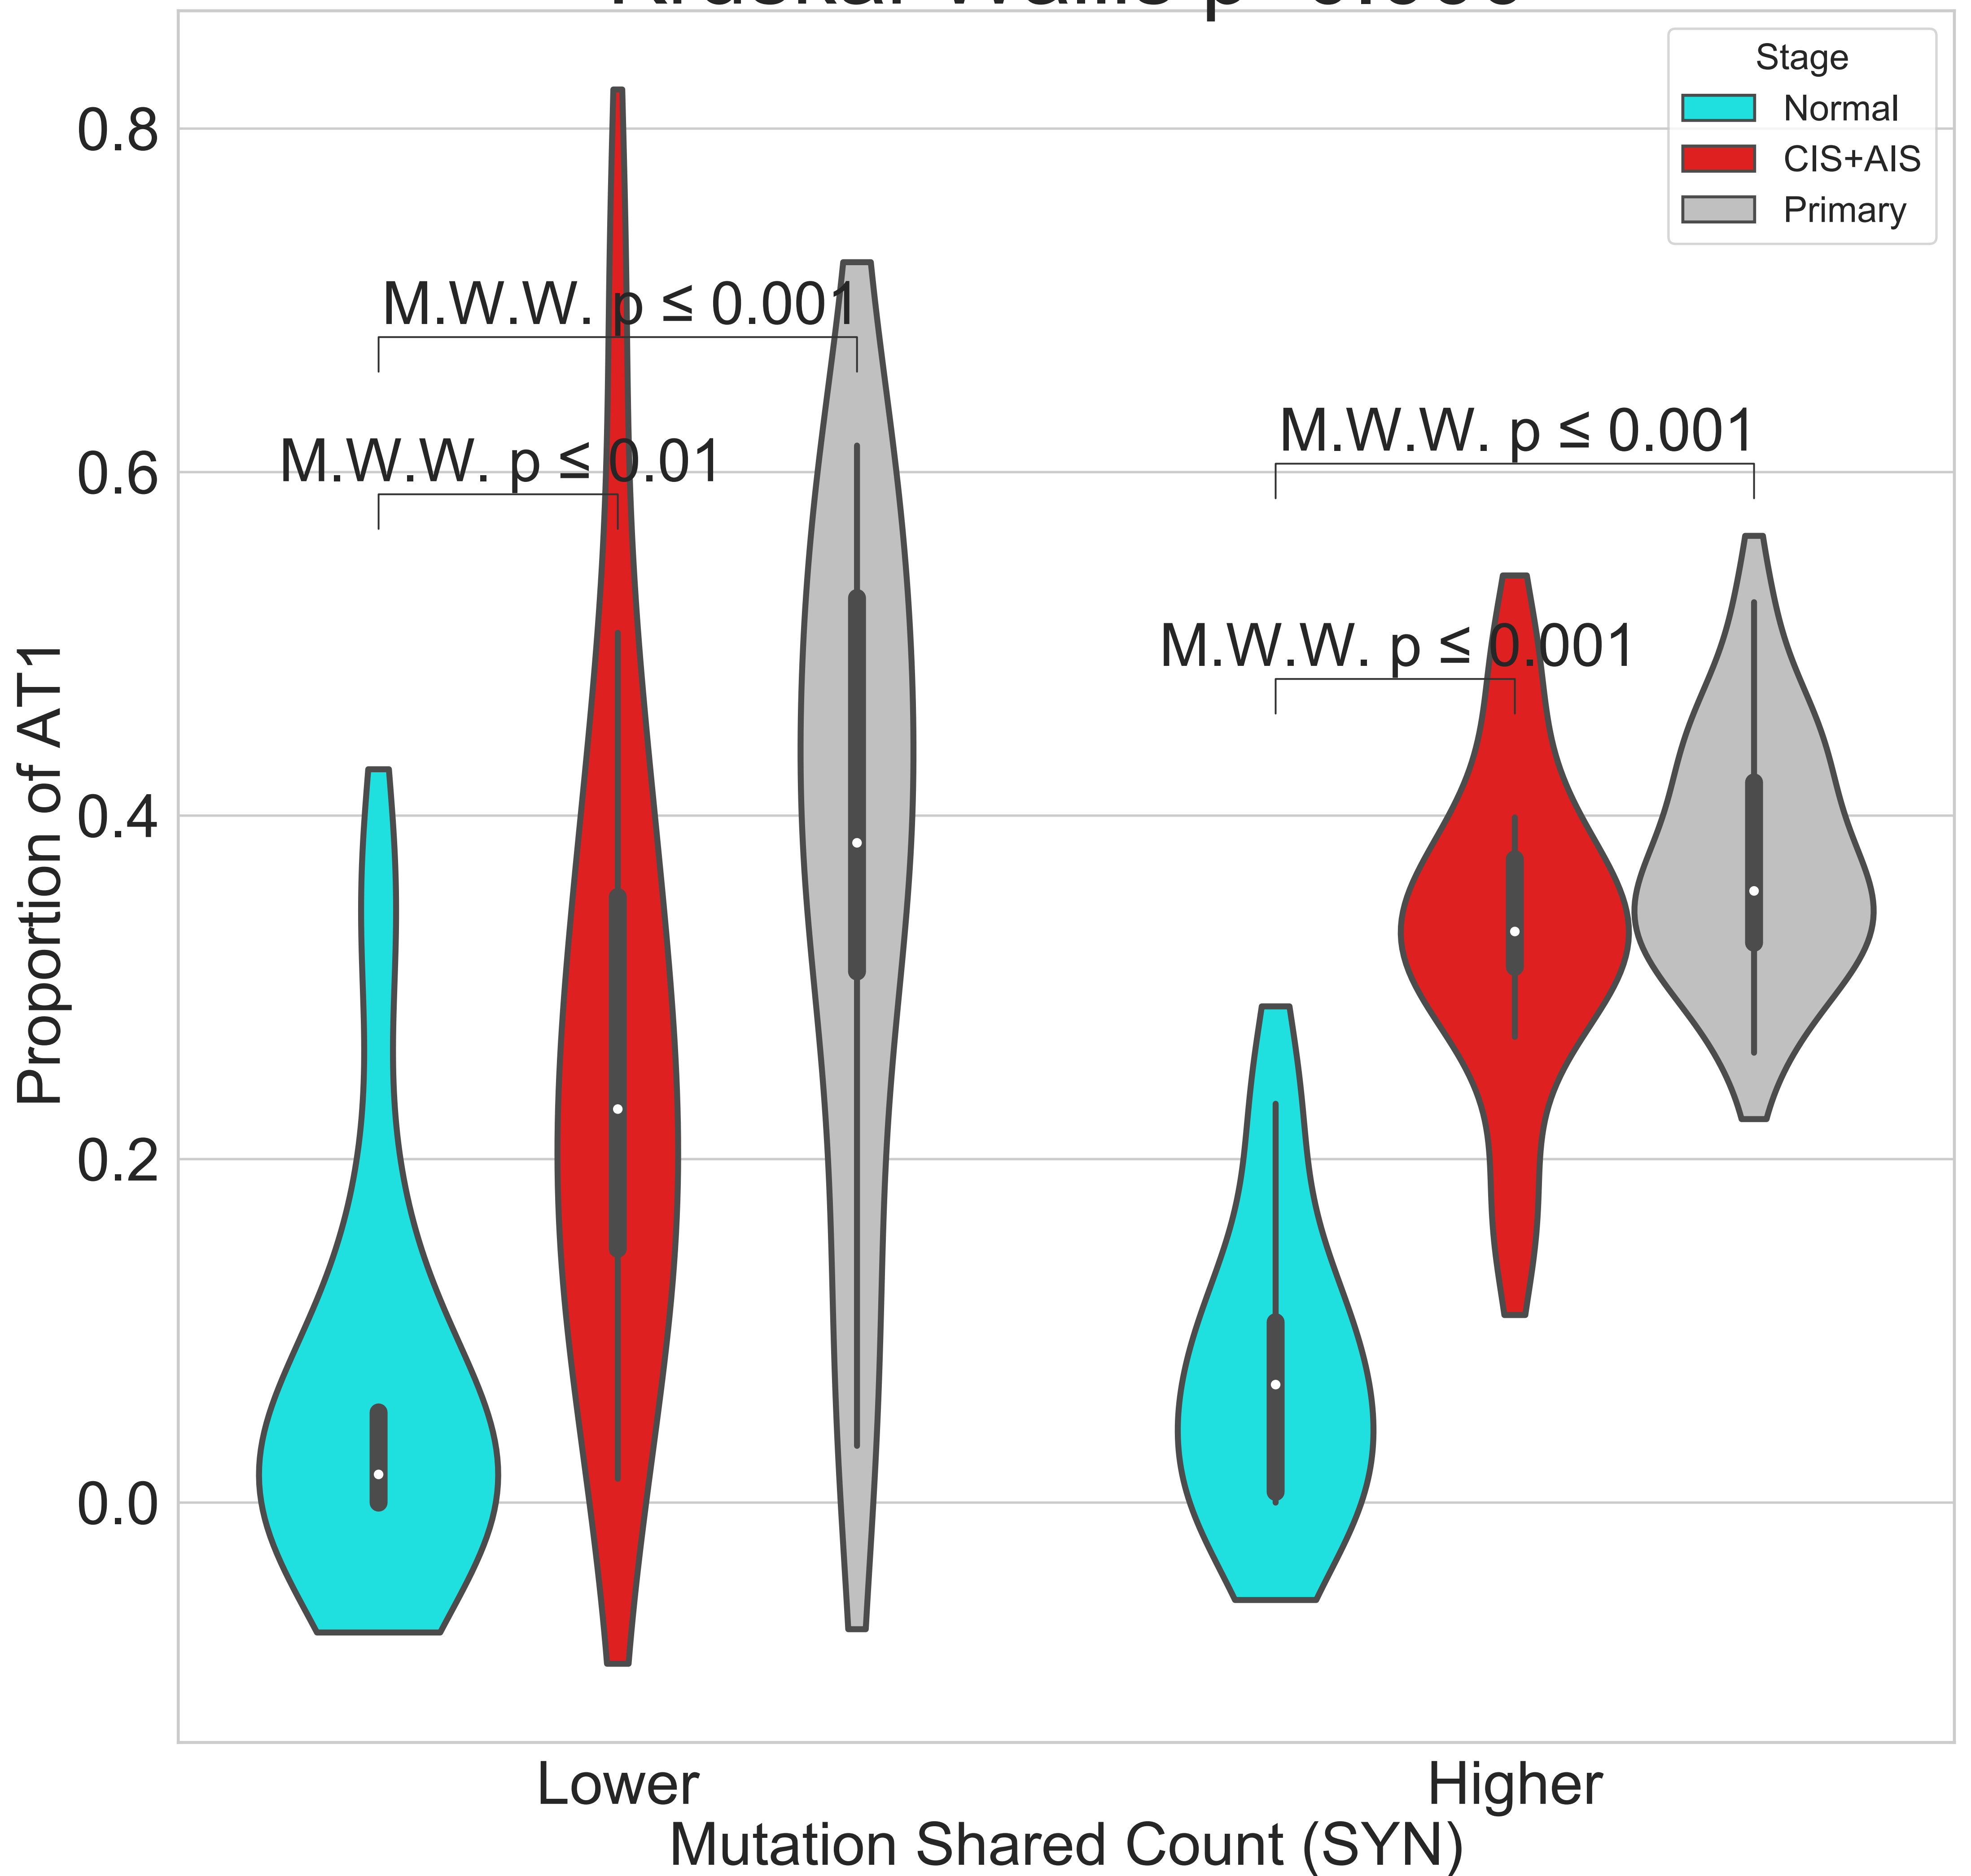 Stage
Normal
CIS+AIS
Primary
0.8
0.6
0.4
0.2
0.0
Proportion of AT1
M.W.W. p ≤ 0.001
M.W.W. p ≤ 0.01
M.W.W. p ≤ 0.001
M.W.W. p ≤ 0.001
Lower
Higher
Mutation Shared Count (SYN)